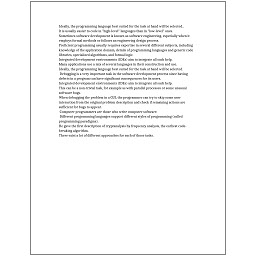 Ideally, the programming language best suited for the task at hand will be selected.
It is usually easier to code in "high-level" languages than in "low-level" ones.
Sometimes software development is known as software engineering, especially when it
employs formal methods or follows an engineering design process.
Proficient programming usually requires expertise in several different subjects, including
knowledge of the application domain, details of programming languages and generic code
libraries, specialized algorithms, and formal logic.
Integrated development environments (IDEs) aim to integrate all such help.
Many applications use a mix of several languages in their construction and use.
Ideally, the programming language best suited for the task at hand will be selected.
Integrated development environments (IDEs) aim to integrate all such help.
Debugging is a very important task in the software development process since having
defects in a program can have significant consequences for its users.
Integrated development environments (IDEs) aim to integrate all such help.
This can be a non-trivial task, for example as with parallel processes or some unusual
software bugs.
When debugging the problem in a GUI, the programmer can try to skip some user
interaction from the original problem description and check if remaining actions are
sufficient for bugs to appear.
Computer programmers are those who write computer software.
Different programming languages support different styles of programming (called
programming paradigms).
He gave the first description of cryptanalysis by frequency analysis, the earliest code-
breaking algorithm.
There exist a lot of different approaches for each of those tasks.